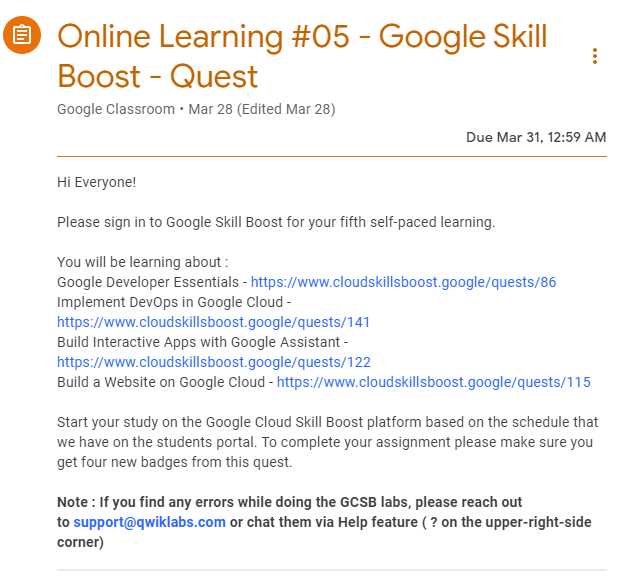 Online Learning #05 - Google Skill
Boost - Quest
Google Classroom • Mar 28 (Edited Mar 28)
Due Mar 31, 12:59 AM
Hi Everyone!
Please sign in to Google Skill Boost for your fifth self-paced learning.
You will be learning about :
Google Developer Essentials - https://www.cloudskillsboost.google/quests/86
Implement DevOps in Google Cloud -
https://www.cloudskillsboost.google/quests/141
Build Interactive Apps with Google Assistant -
https://www.cloudskillsboost.google/quests/122
Build a Website on Google Cloud - https://www.cloudskillsboost.google/quests/115
Start your study on the Google Cloud Skill Boost platform based on the schedule that
we have on the students portal. To complete your assignment please make sure you
get four new badges from this quest.
Note : If you find any errors while doing the GCSB labs, please reach out
to support@qwiklabs.com or chat them via Help feature ( ? on the upper-right-side
corner)